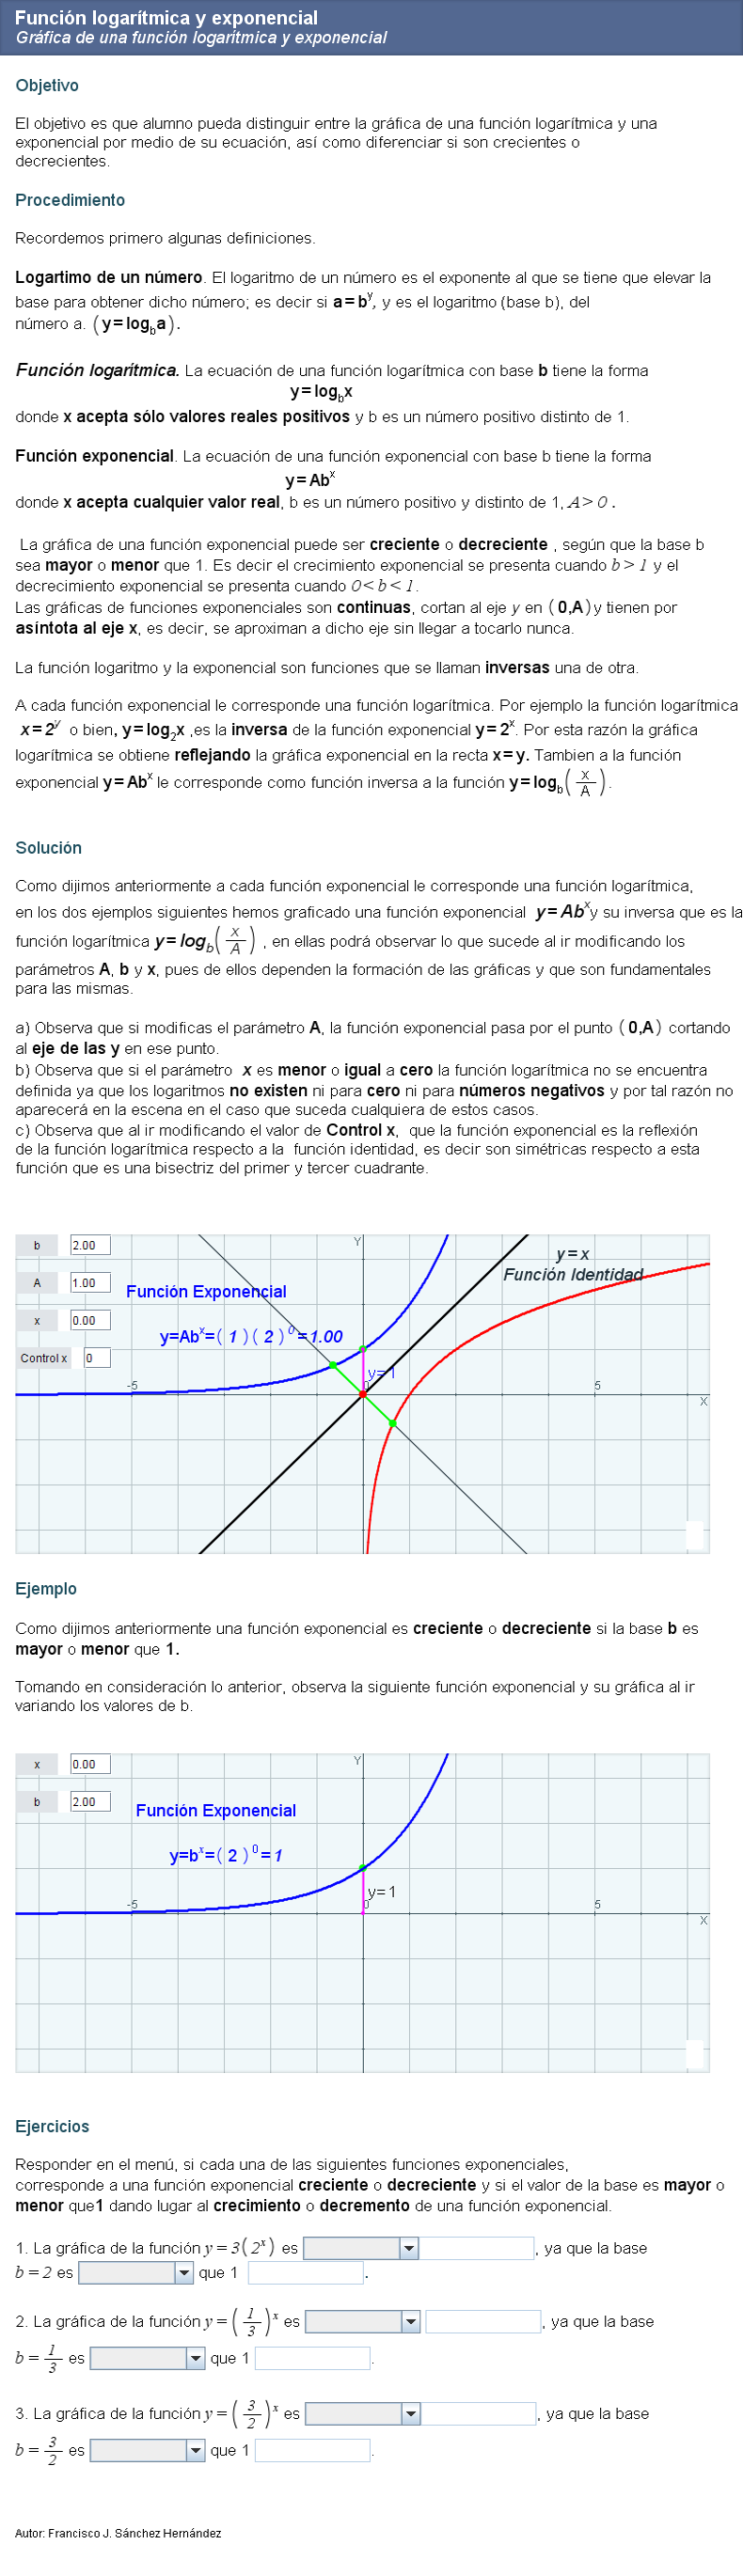 Función logarítmica y exponencial
Gráfica de una función logarítmica y exponencial
Objetivo
El objetivo es que alumno pueda distinguir entre la gráfica de una función logarítmica y una
exponencial por medio de su ecuación, así como diferenciar si son crecientes o
decrecientes.
Procedimiento
Recordemos primero algunas definiciones.
Logartimo de un número. El logaritmo de un número es el exponente al que se tiene que elevar la
base para obtener dicho número; es decir si a=b^y, y es el logaritmo (base b), del
número a. (y=log_b a).
Función logarítmica. La ecuación de una función logarítmica con base b tiene la forma
y=log_b x
donde x acepta sólo valores reales positivos y b es un número positivo distinto de 1.
Función exponencial. La ecuación de una función exponencial con base b tiene la forma
y=Ab^x
donde x acepta cualquier valor real, b es un número positivo y distinto de 1, A>0.
La gráfica de una función exponencial puede ser creciente o decreciente , según que la base b
sea mayor o menor que 1. Es decir el crecimiento exponencial se presenta cuando b>1 y el
decrecimiento exponencial se presenta cuando 0<b<1.
Las gráficas de funciones exponenciales son continuas, cortan al eje y en (0,A) y tienen por
asíntota al eje x, es decir, se aproximan a dicho eje sin llegar a tocarlo nunca.
La función logaritmo y la exponencial son funciones que se llaman inversas una de otra.
A cada función exponencial le corresponde una función logarítmica. Por ejemplo la función logarítmica
x=2^y o bien, y=log_2 x ,es la inversa de la función exponencial y=2^x. Por esta razón la gráfica
logarítmica se obtiene reflejando la gráfica exponencial en la recta x=y. Tambien a la función
exponencial y=Ab^x le corresponde como función inversa a la función y=log_b(x/A).
Solución
Como dijimos anteriormente a cada función exponencial le corresponde una función logarítmica,
en los dos ejemplos siguientes hemos graficado una función exponencial y=Ab^x y su inversa que es la
función logarítmica y=log_b(x/A) , en ellas podrá observar lo que sucede al ir modificando los
parámetros A, b y x, pues de ellos dependen la formación de las gráficas y que son fundamentales
para las mismas.
a) Observa que si modificas el parámetro A, la función exponencial pasa por el punto (0,A) cortando
al eje de las y en ese punto.
b) Observa que si el parámetro x es menor o igual a cero la función logarítmica no se encuentra
definida ya que los logaritmos no existen ni para cero ni para números negativos y por tal razón no
aparecerá en la escena en el caso que suceda cualquiera de estos casos.
c) Observa que al ir modificando el valor de Control x, que la función exponencial es la reflexión
de la función logarítmica respecto a la función identidad, es decir son simétricas respecto a esta
función que es una bisectriz del primer y tercer cuadrante.
b 2.00
Y
y=x
Función Identidad
A 1.00
Función Exponencial
x 0.00
y=Ab^x=(1)(2)^0=1.00
Control x 0
y=1
-5
0
5
X
Ejemplo
Como dijimos anteriormente una función exponencial es creciente o decreciente si la base b es
mayor o menor que 1.
Tomando en consideración lo anterior, observa la siguiente función exponencial y su gráfica al ir
variando los valores de b.
x 0.00
Y
b 2.00
Función Exponencial
y=b^x=(2)^0=1
y=1
-5
0
5
X
Ejercicios
Responder en el menú, si cada una de las siguientes funciones exponenciales,
corresponde a una función exponencial creciente o decreciente y si el valor de la base es mayor o
menor que1 dando lugar al crecimiento o decremento de una función exponencial.
1. La gráfica de la función y=3(2^x) es , ya que la base
b=2 es que 1 .
2. La gráfica de la función y=(1/3)^x es , ya que la base
b=1/3 es que 1 .
3. La gráfica de la función y=(3/2)^x es , ya que la base
b=3/2 es que 1 .
Autor: Francisco J. Sánchez Hernández